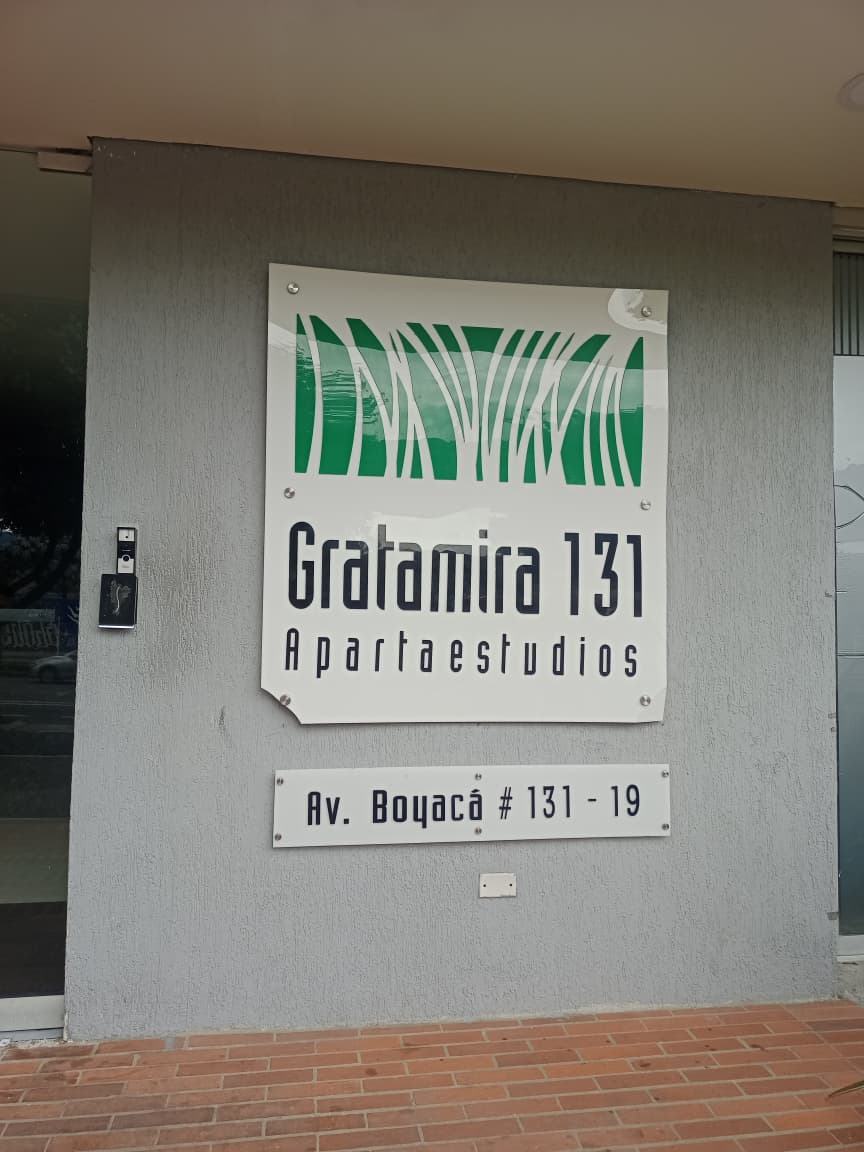 Gratamira 131
Apartaestudios
Av. Boyacá # 131 - 19